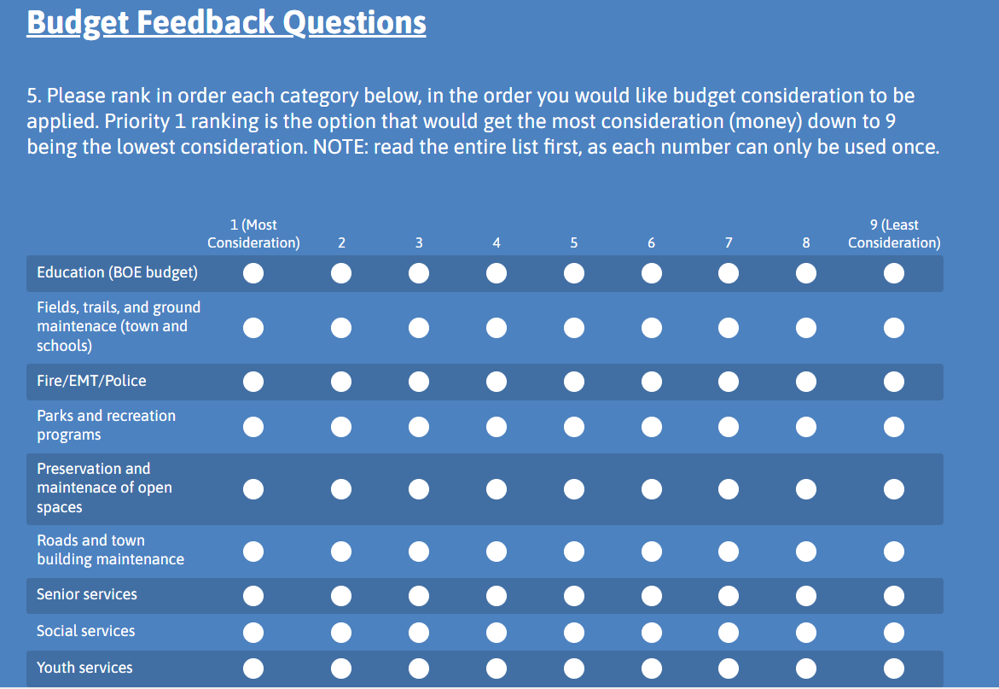 Budget Feedback Questions
5. Please rank in order each category below, in the order you would like budget consideration to be
applied. Priority 1 ranking is the option that would get the most consideration (money) down to 9
being the lowest consideration. NOTE: read the entire list first, as each number can only be used once.
1 (Most
Consideration) 2 3 4 5 6 7 8 9 (Least
Consideration)
Education (BOE budget)
Fields, trails, and ground
maintenace (town and
schools)
Fire/EMT/Police
Parks and recreation
programs
Preservation and
maintenace of open
spaces
Roads and town
building maintenance
Senior services
Social services
Youth services